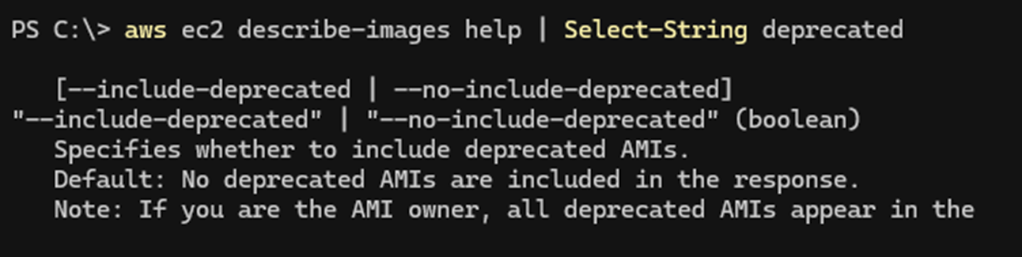 PS C:\> aws ec2 describe-images help | Select-String deprecated
[--include-deprecated | --no-include-deprecated]
"--include-deprecated" | "--no-include-deprecated" (boolean)
Specifies whether to include deprecated AMIs.
Default: No deprecated AMIs are included in the response.
Note: If you are the AMI owner, all deprecated AMIs appear in the